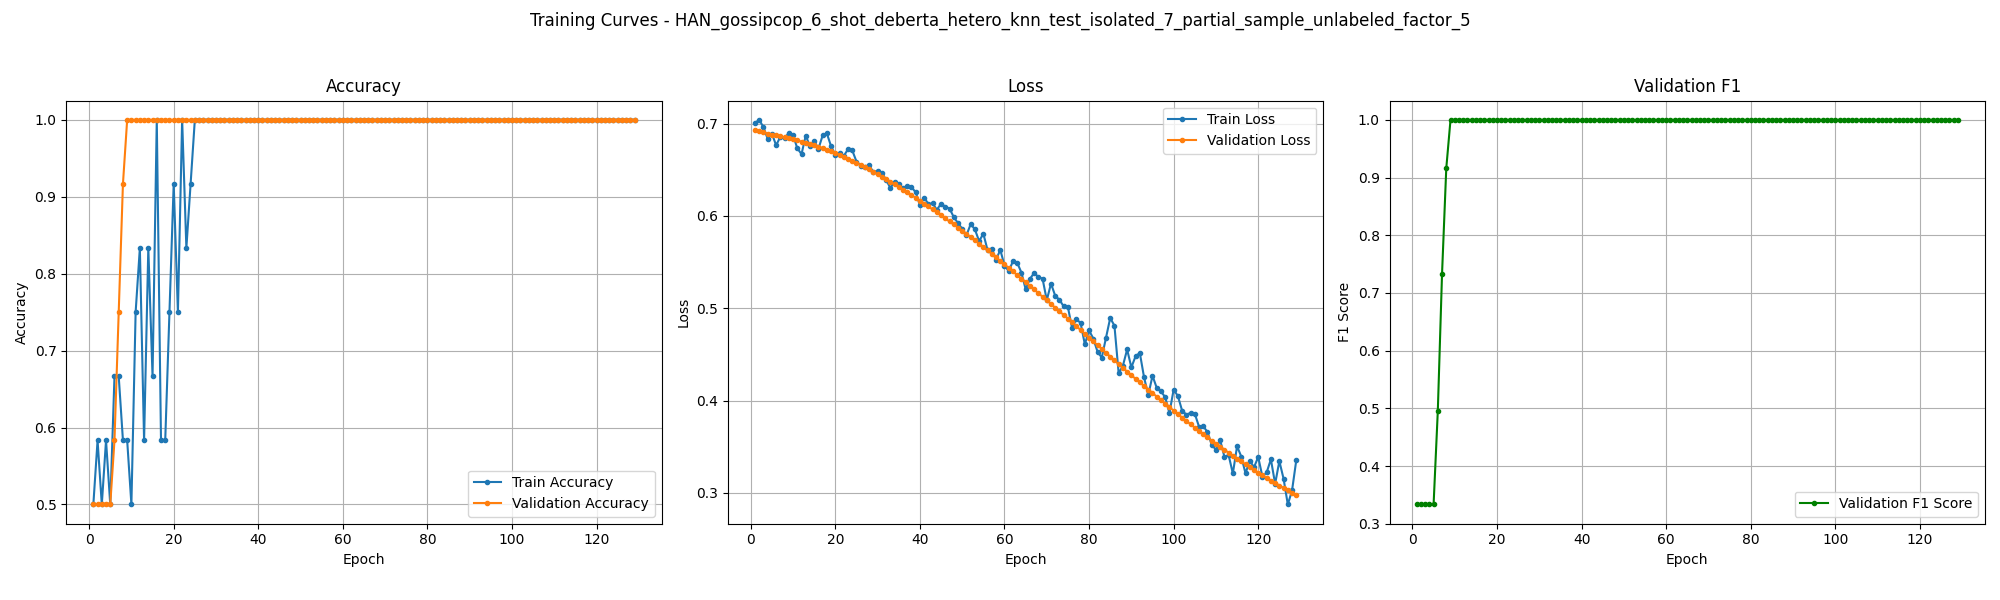 Training Curves - HAN_gossipcop_6_shot_deberta_hetero_knn_test_isolated_7_partial_sample_unlabeled_factor_5
Accuracy
1.0
0.9
0.8
0.7
0.6
0.5
Accuracy
0 20 40 60 80 100 120
Epoch
Train Accuracy
Validation Accuracy
Loss
0.7
0.6
0.5
0.4
0.3
Loss
0 20 40 60 80 100 120
Epoch
Train Loss
Validation Loss
Validation F1
1.0
0.9
0.8
0.7
0.6
0.5
0.4
0.3
F1 Score
0 20 40 60 80 100 120
Epoch
Validation F1 Score